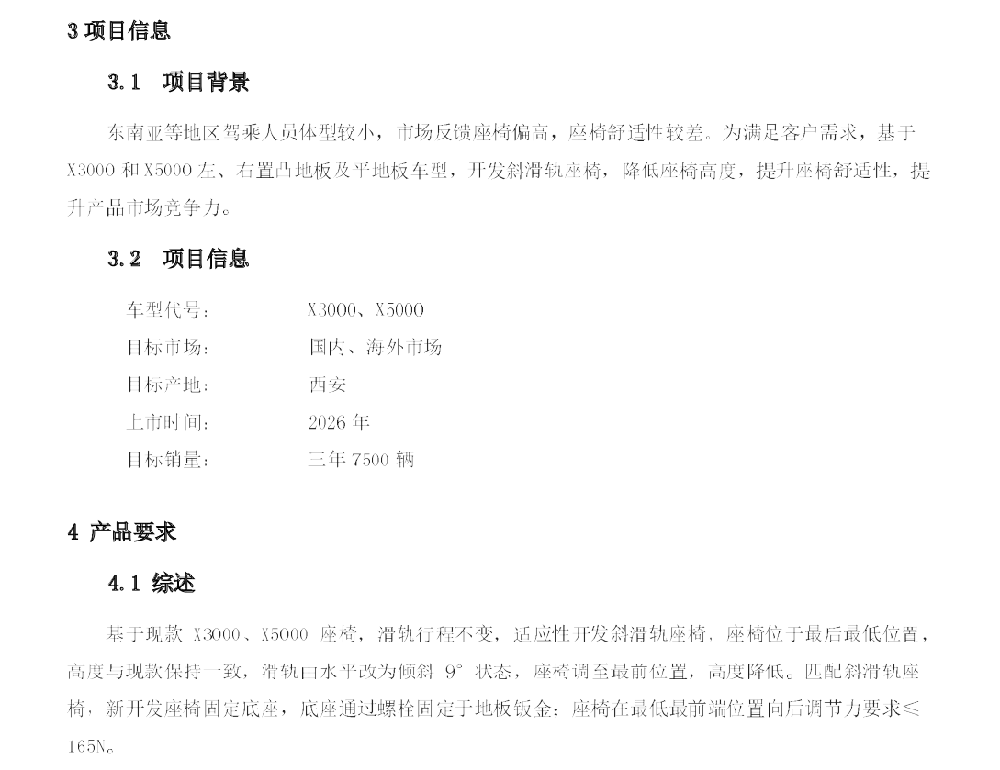 3 项目信息
3.1 项目背景
东南亚等地区驾乘人员体型较小，市场反馈座椅偏高，座椅舒适性较差。为满足客户需求，基于
X3000 和 X5000 左、右置凸地板及平地板车型，开发斜滑轨座椅，降低座椅高度，提升座椅舒适性，提
升产品市场竞争力。
3.2 项目信息
车型代号： X3000、X5000
目标市场： 国内、海外市场
目标产地： 西安
上市时间： 2026 年
目标销量： 三年 7500 辆
4 产品要求
4.1 综述
基于现款 X3000、X5000 座椅，滑轨行程不变，适应性开发斜滑轨座椅，座椅位于最后最低位置，
高度与现款保持一致，滑轨由水平改为倾斜 9° 状态，座椅调至最前位置，高度降低。匹配斜滑轨座
椅，新开发座椅固定底座，底座通过螺栓固定于地板钣金；座椅在最低最前端位置向后调节力要求≤
165N。